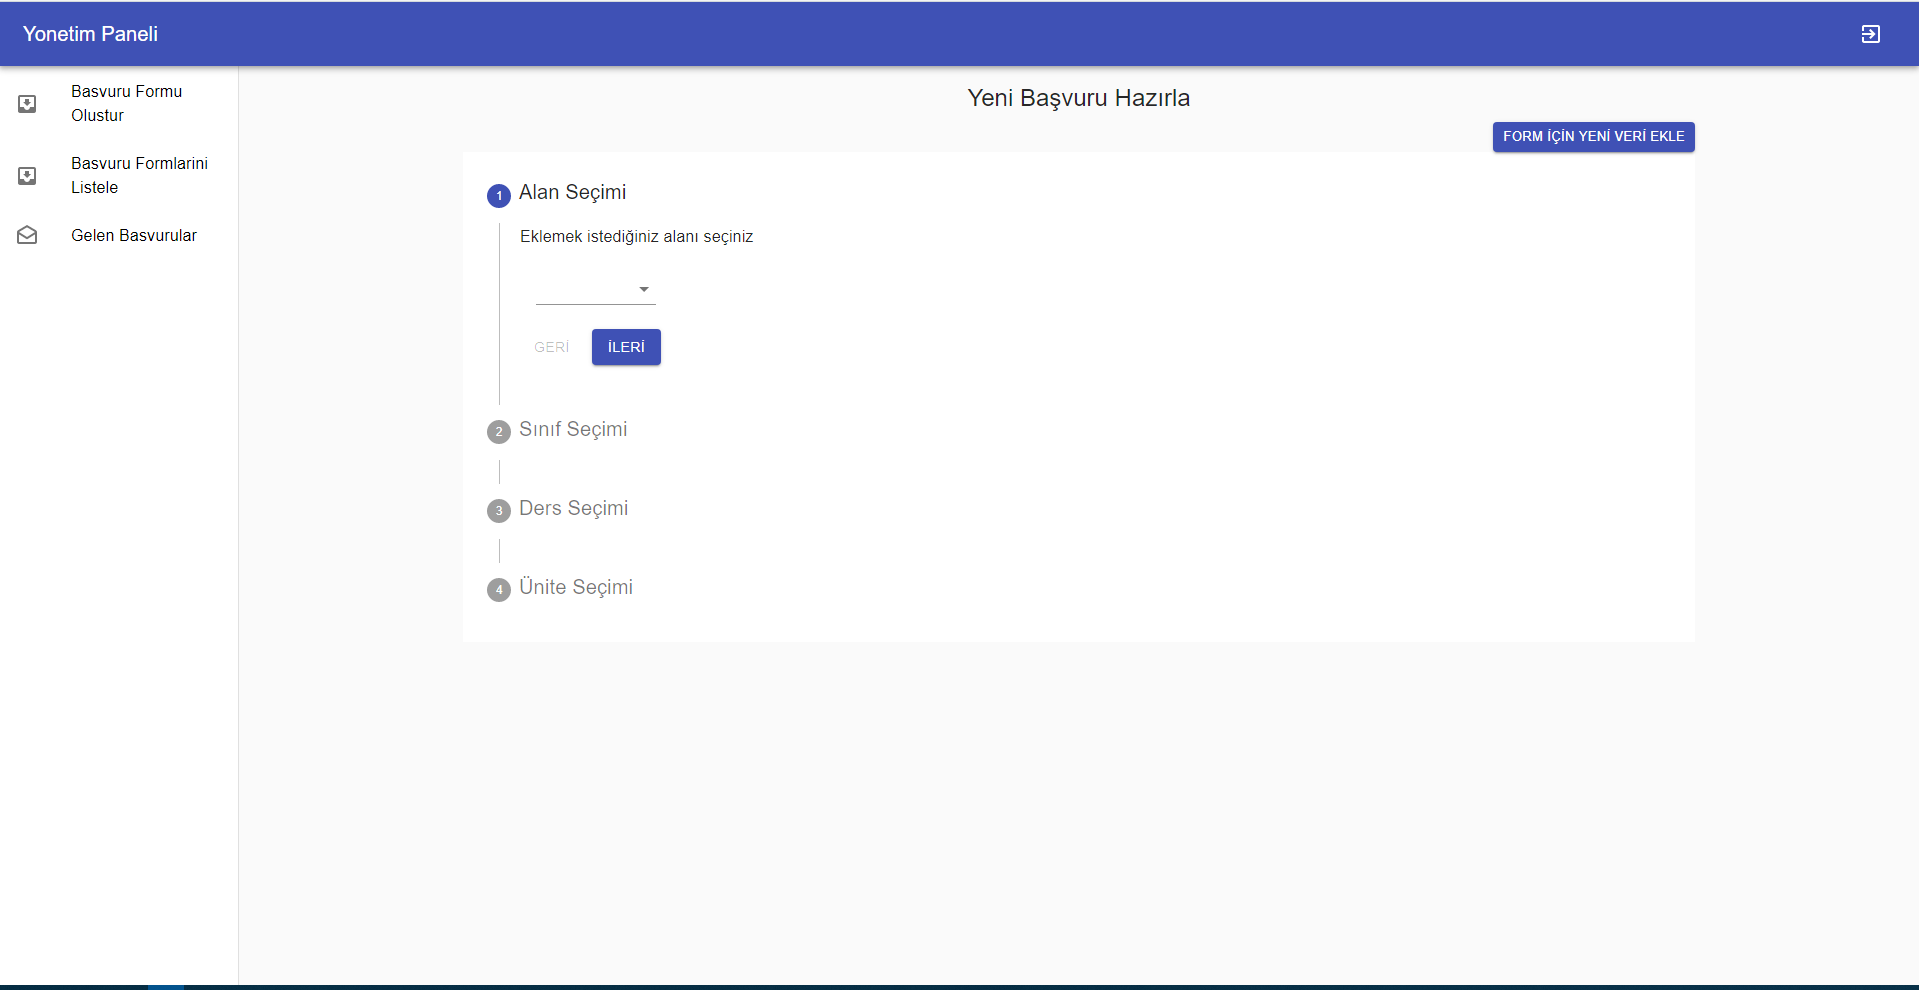 Yonetim Paneli
Basvuru Formu
Olustur
Basvuru Formlarini
Listele
Gelen Basvurular
Yeni Başvuru Hazırla
FORM İÇİN YENİ VERİ EKLE
1 Alan Seçimi
Eklemek istediğiniz alanı seçiniz
GERİ İLERİ
2 Sınıf Seçimi
3 Ders Seçimi
4 Ünite Seçimi